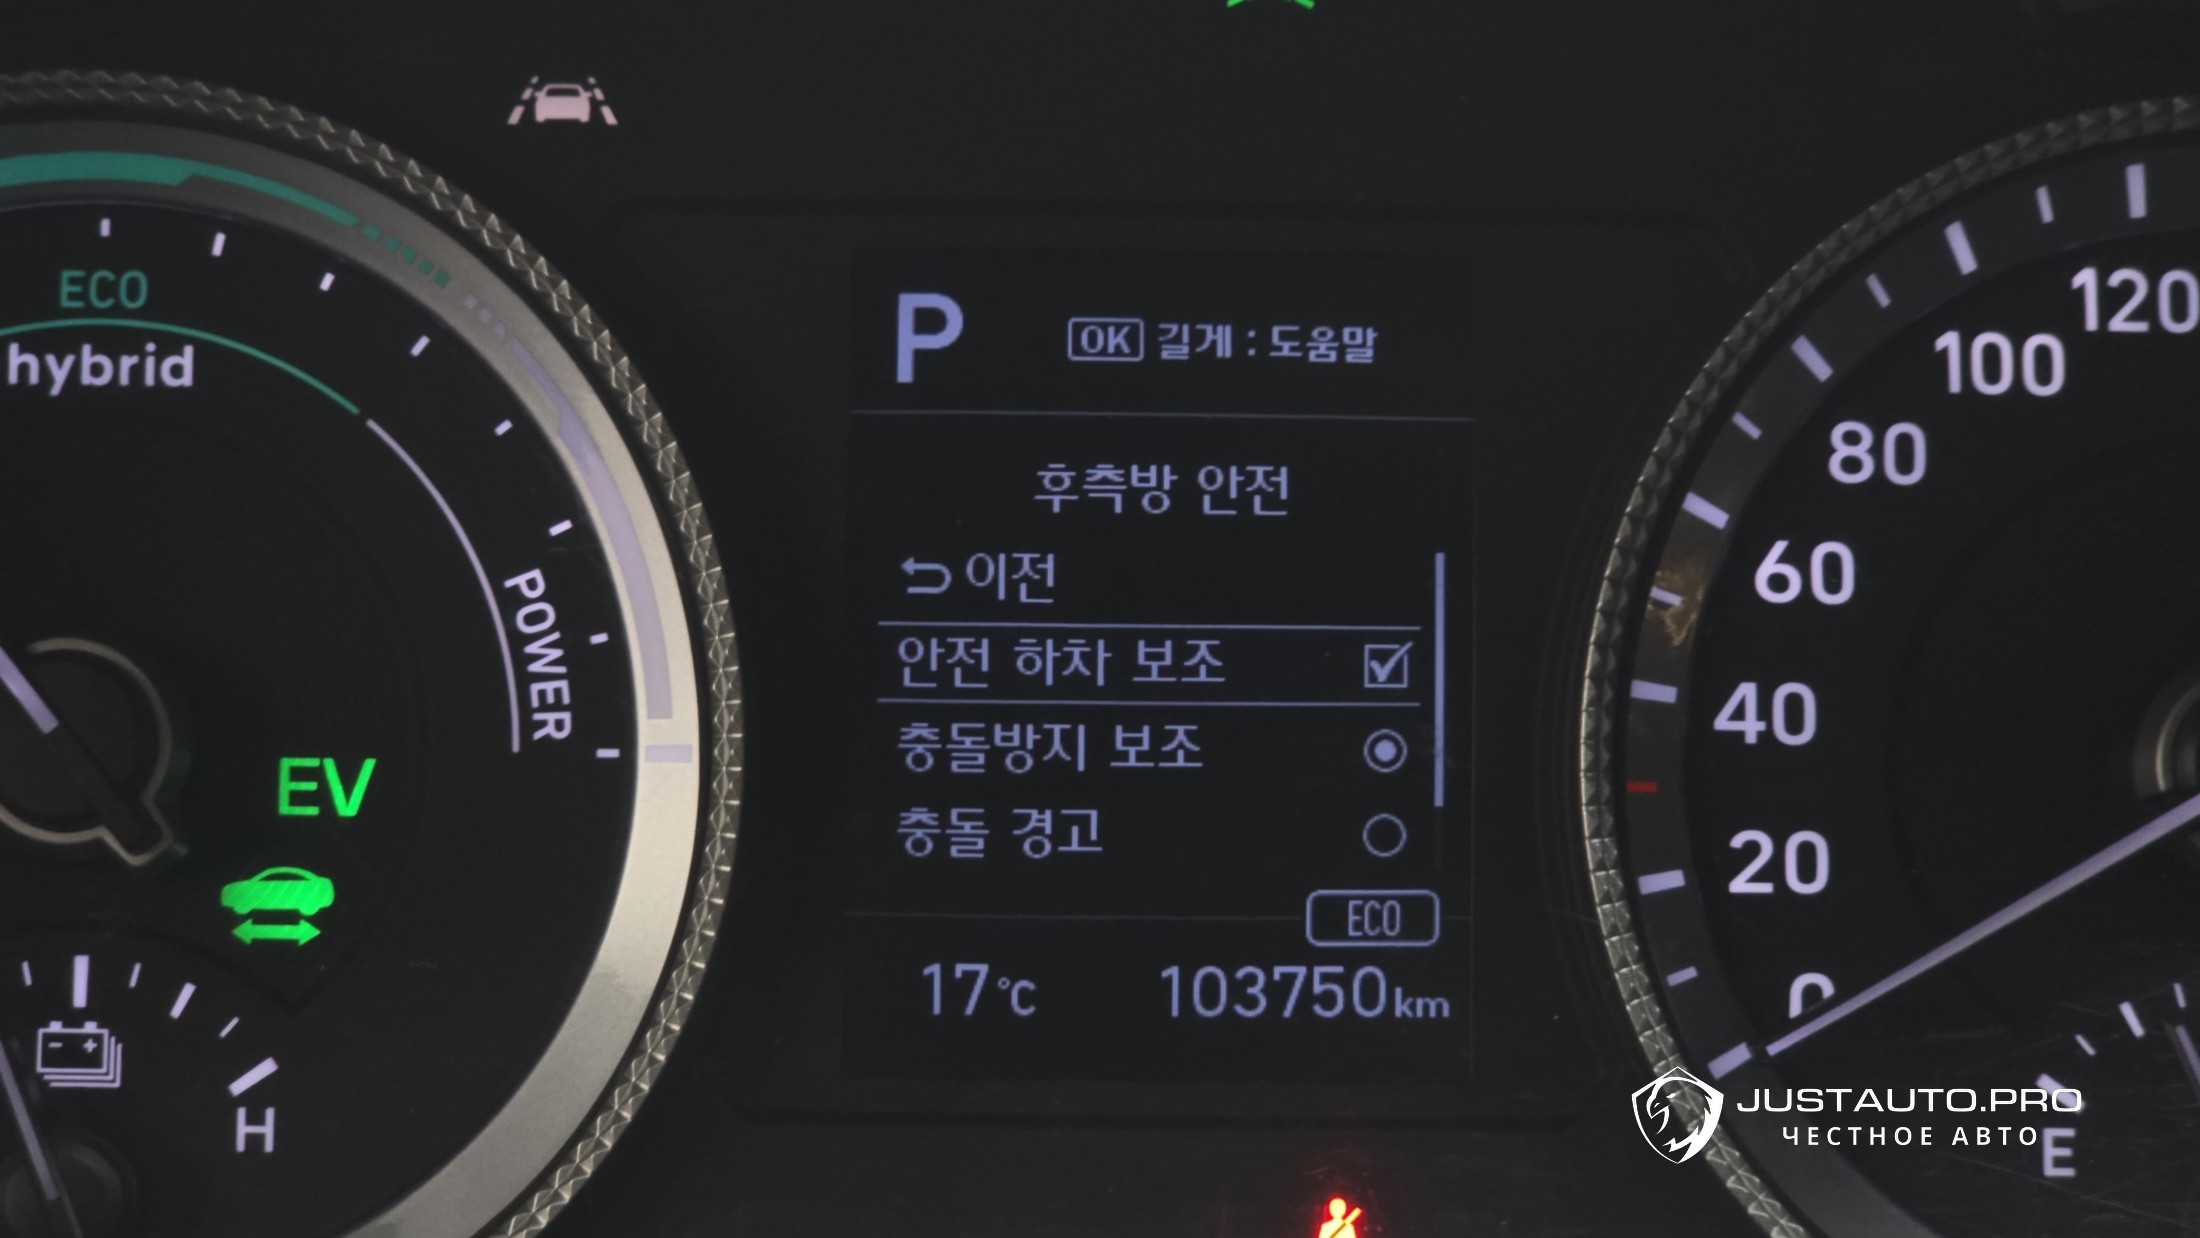 ECO
hybrid
POWER
EV
H
P
OK 길게 : 도움말
후측방 안전
이전
안전 하차 보조
충돌방지 보조
충돌 경고
ECO
17°C 103750km
120
100
80
60
40
20
0
E
JUSTAUTO.PRO
ЧЕСТНОЕ АВТО